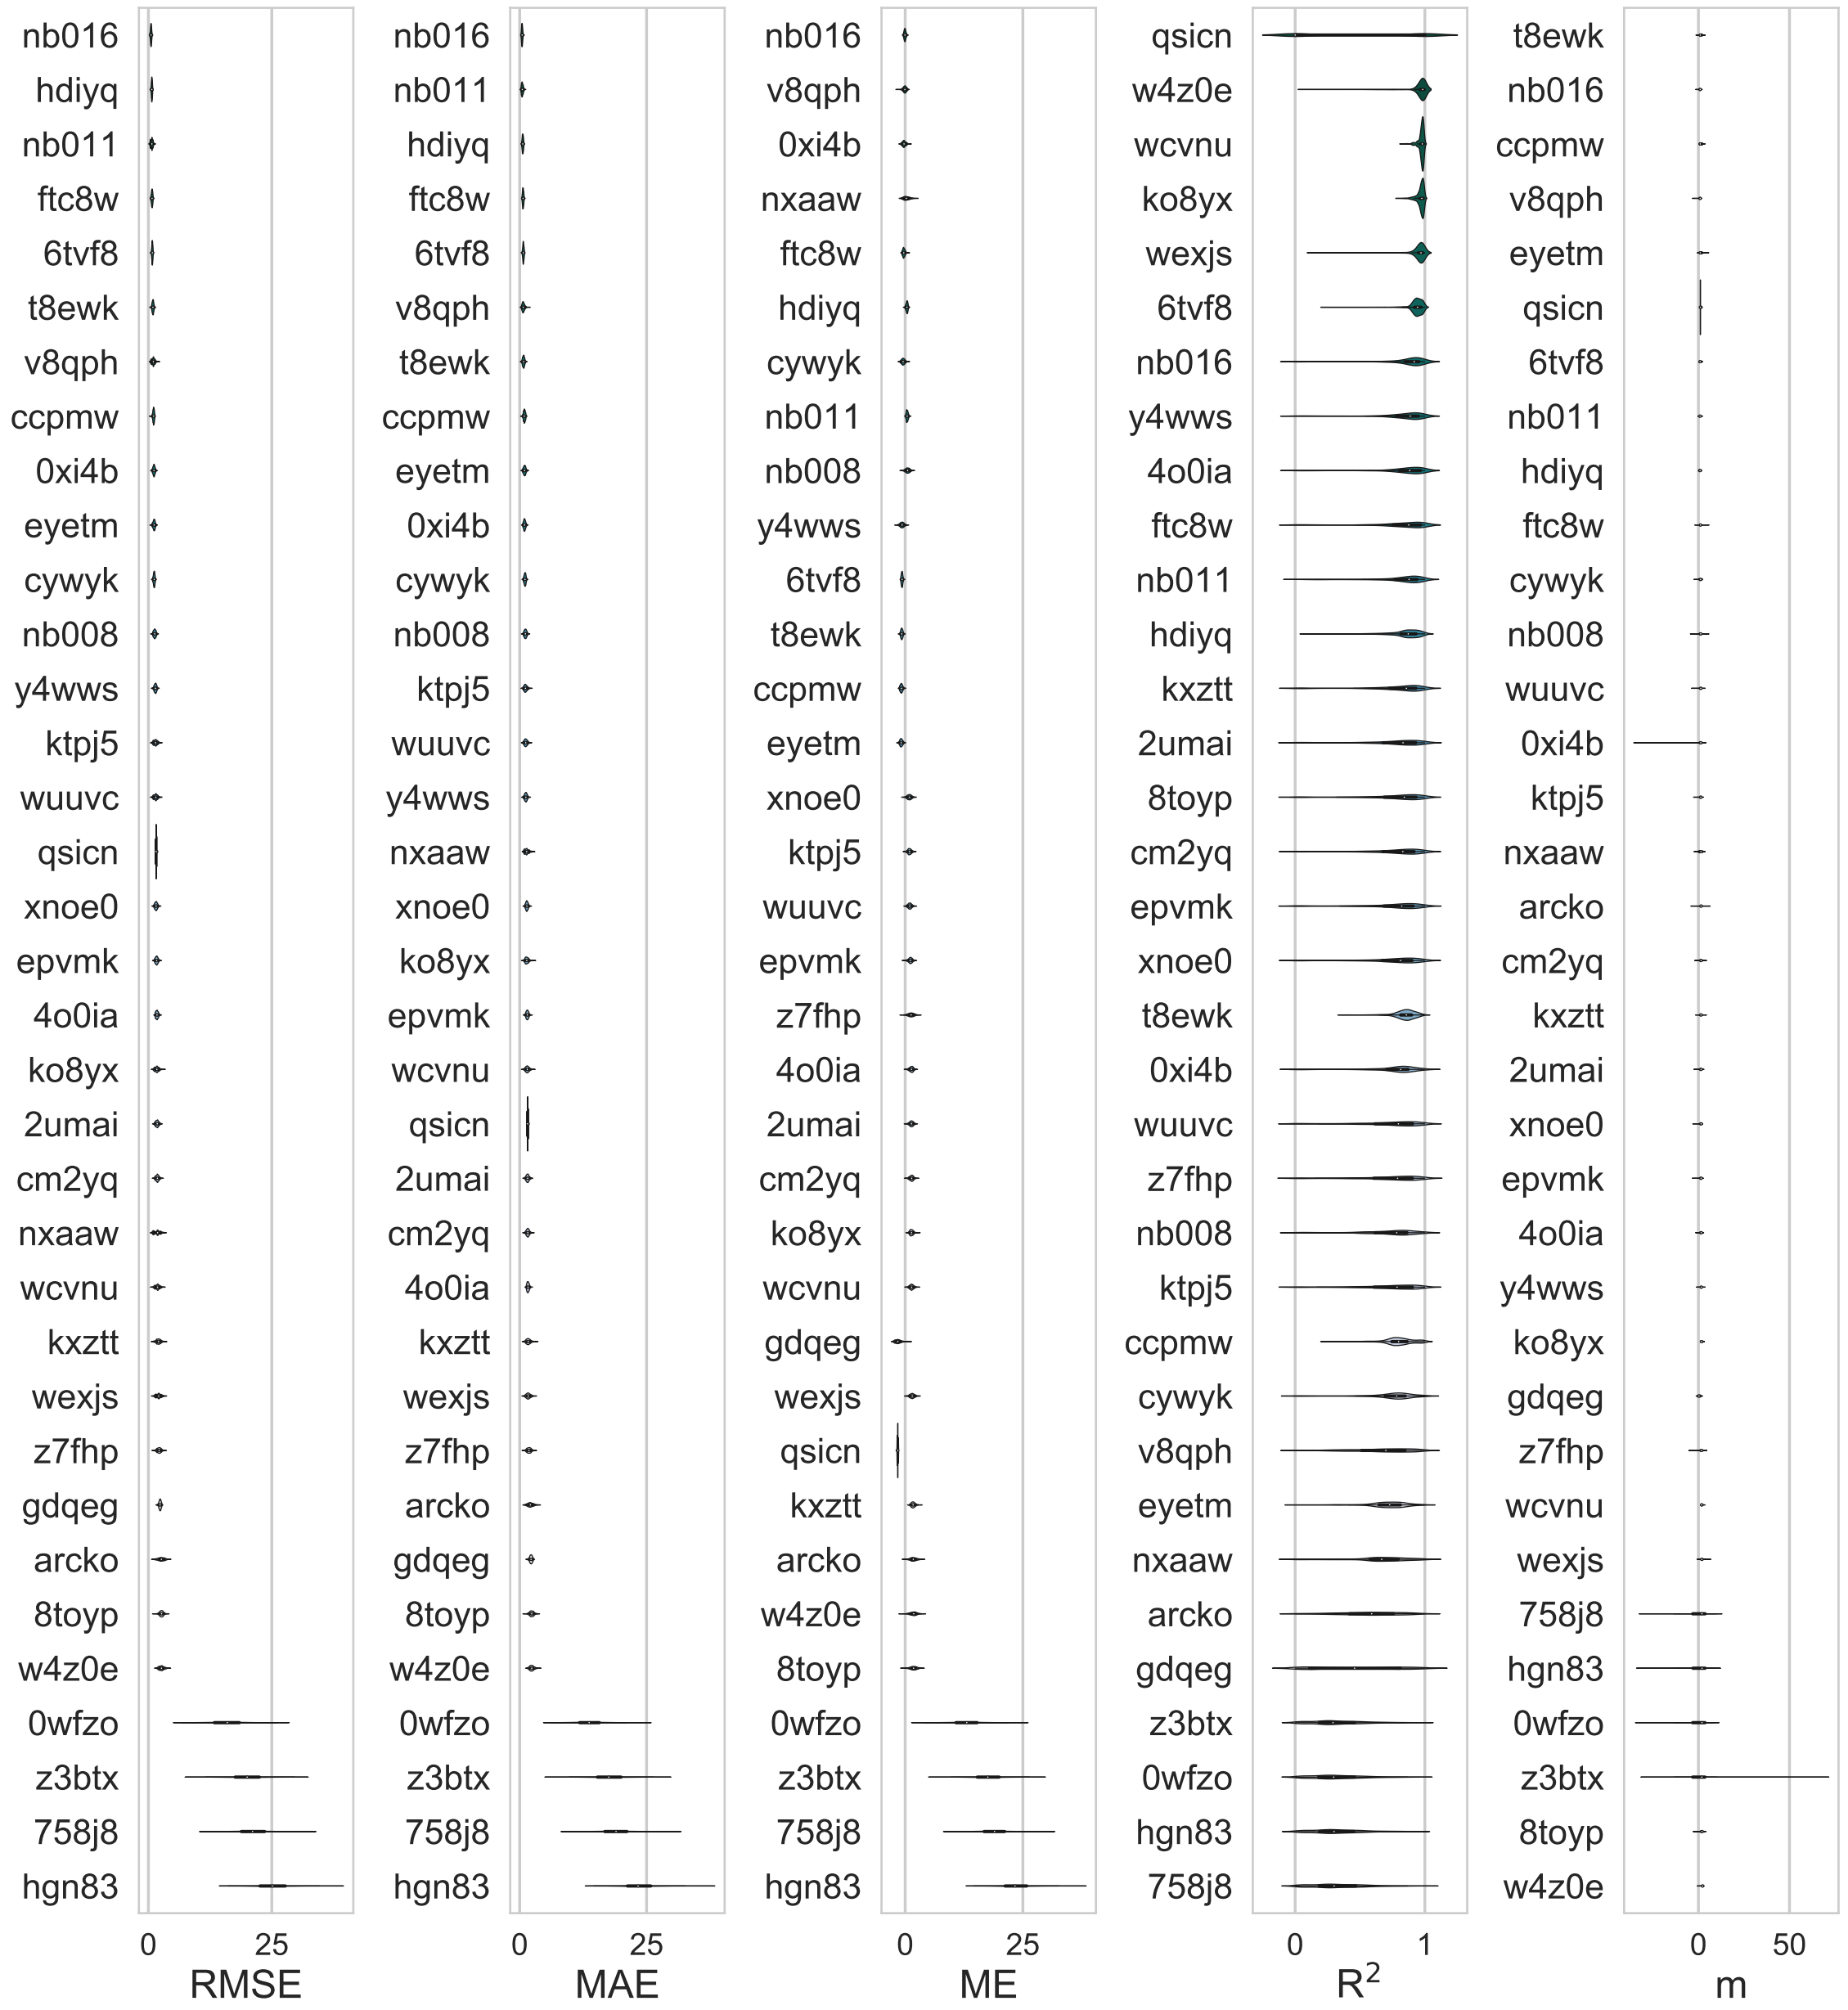 nb016
hdiyq
nb011
ftc8w
6tvf8
t8ewk
v8qph
ccpmw
0xi4b
eyetm
cywyk
nb008
y4wws
ktpj5
wuuvc
qsicn
xnoe0
epvmk
4o0ia
ko8yx
2umai
cm2yq
nxaaw
wcvnu
kxztt
wexjs
z7fhp
gdqeg
arcko
8toyp
w4z0e
0wfzo
z3btx
758j8
hgn83
0 25
RMSE
nb016
nb011
hdiyq
ftc8w
6tvf8
v8qph
t8ewk
ccpmw
eyetm
0xi4b
cywyk
nb008
ktpj5
wuuvc
y4wws
nxaaw
xnoe0
ko8yx
epvmk
wcvnu
qsicn
2umai
cm2yq
4o0ia
kxztt
wexjs
z7fhp
arcko
gdqeg
8toyp
w4z0e
0wfzo
z3btx
758j8
hgn83
0 25
MAE
nb016
v8qph
0xi4b
nxaaw
ftc8w
hdiyq
cywyk
nb011
nb008
y4wws
6tvf8
t8ewk
ccpmw
eyetm
xnoe0
ktpj5
wuuvc
epvmk
z7fhp
4o0ia
2umai
cm2yq
ko8yx
wcvnu
gdqeg
wexjs
qsicn
kxztt
arcko
w4z0e
8toyp
0wfzo
z3btx
758j8
hgn83
0 25
ME
qsicn
w4z0e
wcvnu
ko8yx
wexjs
6tvf8
nb016
y4wws
4o0ia
ftc8w
nb011
hdiyq
kxztt
2umai
8toyp
cm2yq
epvmk
xnoe0
t8ewk
0xi4b
wuuvc
z7fhp
nb008
ktpj5
ccpmw
cywyk
v8qph
eyetm
nxaaw
arcko
gdqeg
z3btx
0wfzo
hgn83
758j8
0 1
R²
t8ewk
nb016
ccpmw
v8qph
eyetm
qsicn
6tvf8
nb011
hdiyq
ftc8w
cywyk
nb008
wuuvc
0xi4b
ktpj5
nxaaw
arcko
cm2yq
kxztt
2umai
xnoe0
epvmk
4o0ia
y4wws
ko8yx
gdqeg
z7fhp
wcvnu
wexjs
758j8
hgn83
0wfzo
z3btx
8toyp
w4z0e
0 50
m